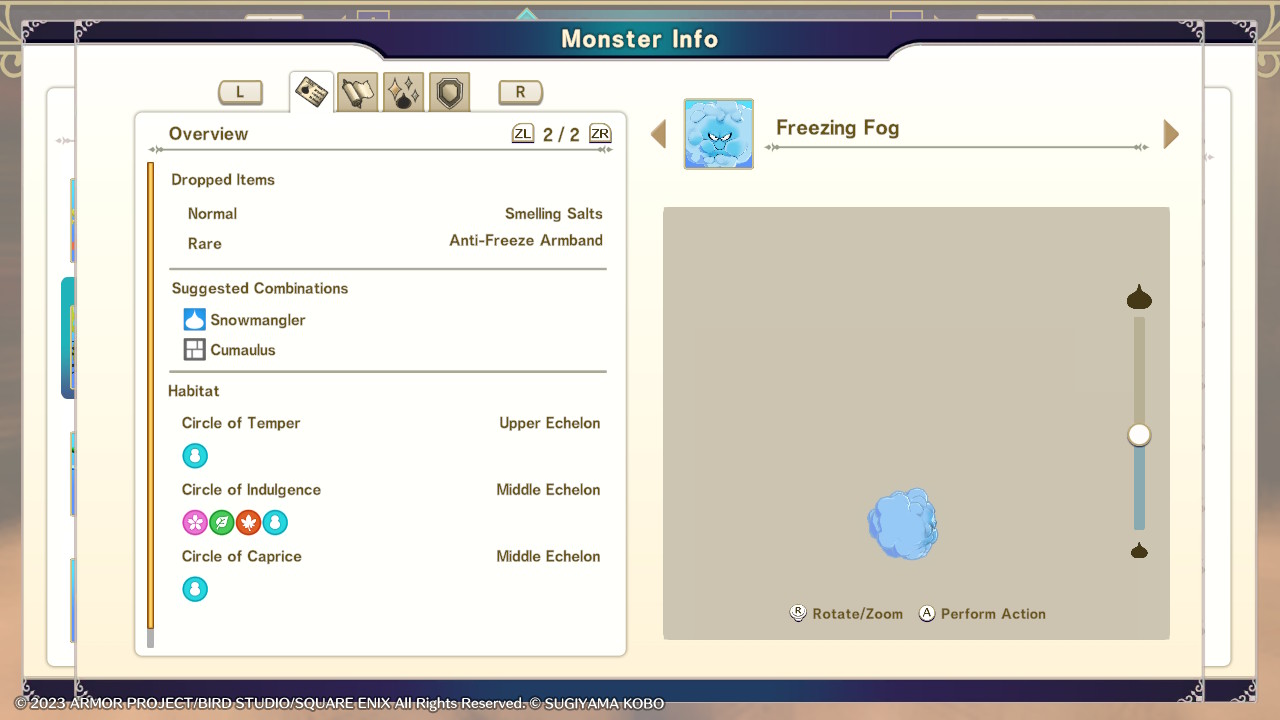 Monster Info
L
R
Overview
ZL 2 / 2 ZR
Freezing Fog
Dropped Items
Normal Smelling Salts
Rare Anti-Freeze Armband
Suggested Combinations
Snowmangler
Cumaulus
Habitat
Circle of Temper Upper Echelon
Circle of Indulgence Middle Echelon
Circle of Caprice Middle Echelon
R Rotate/Zoom A Perform Action
© 2023 ARMOR PROJECT/BIRD STUDIO/SQUARE ENIX All Rights Reserved. © SUGIYAMA KOBO